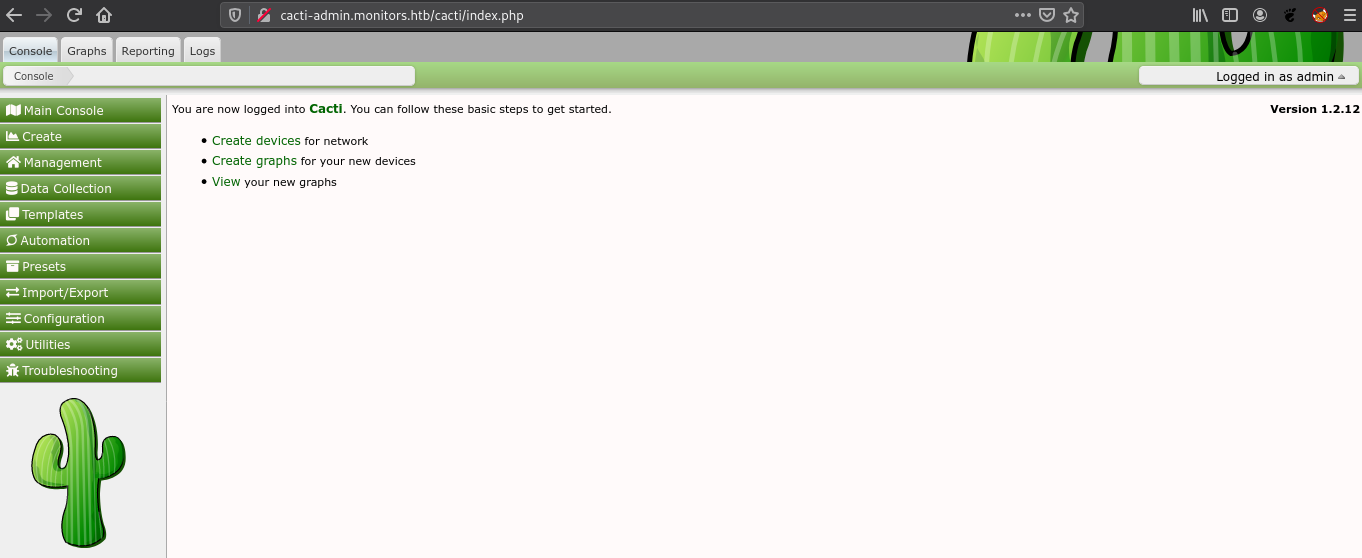 cacti-admin.monitors.htb/cacti/index.php
Console Graphs Reporting Logs
Console Logged in as admin
Main Console
Create
Management
Data Collection
Templates
Automation
Presets
Import/Export
Configuration
Utilities
Troubleshooting
You are now logged into Cacti. You can follow these basic steps to get started. Version 1.2.12
• Create devices for network
• Create graphs for your new devices
• View your new graphs